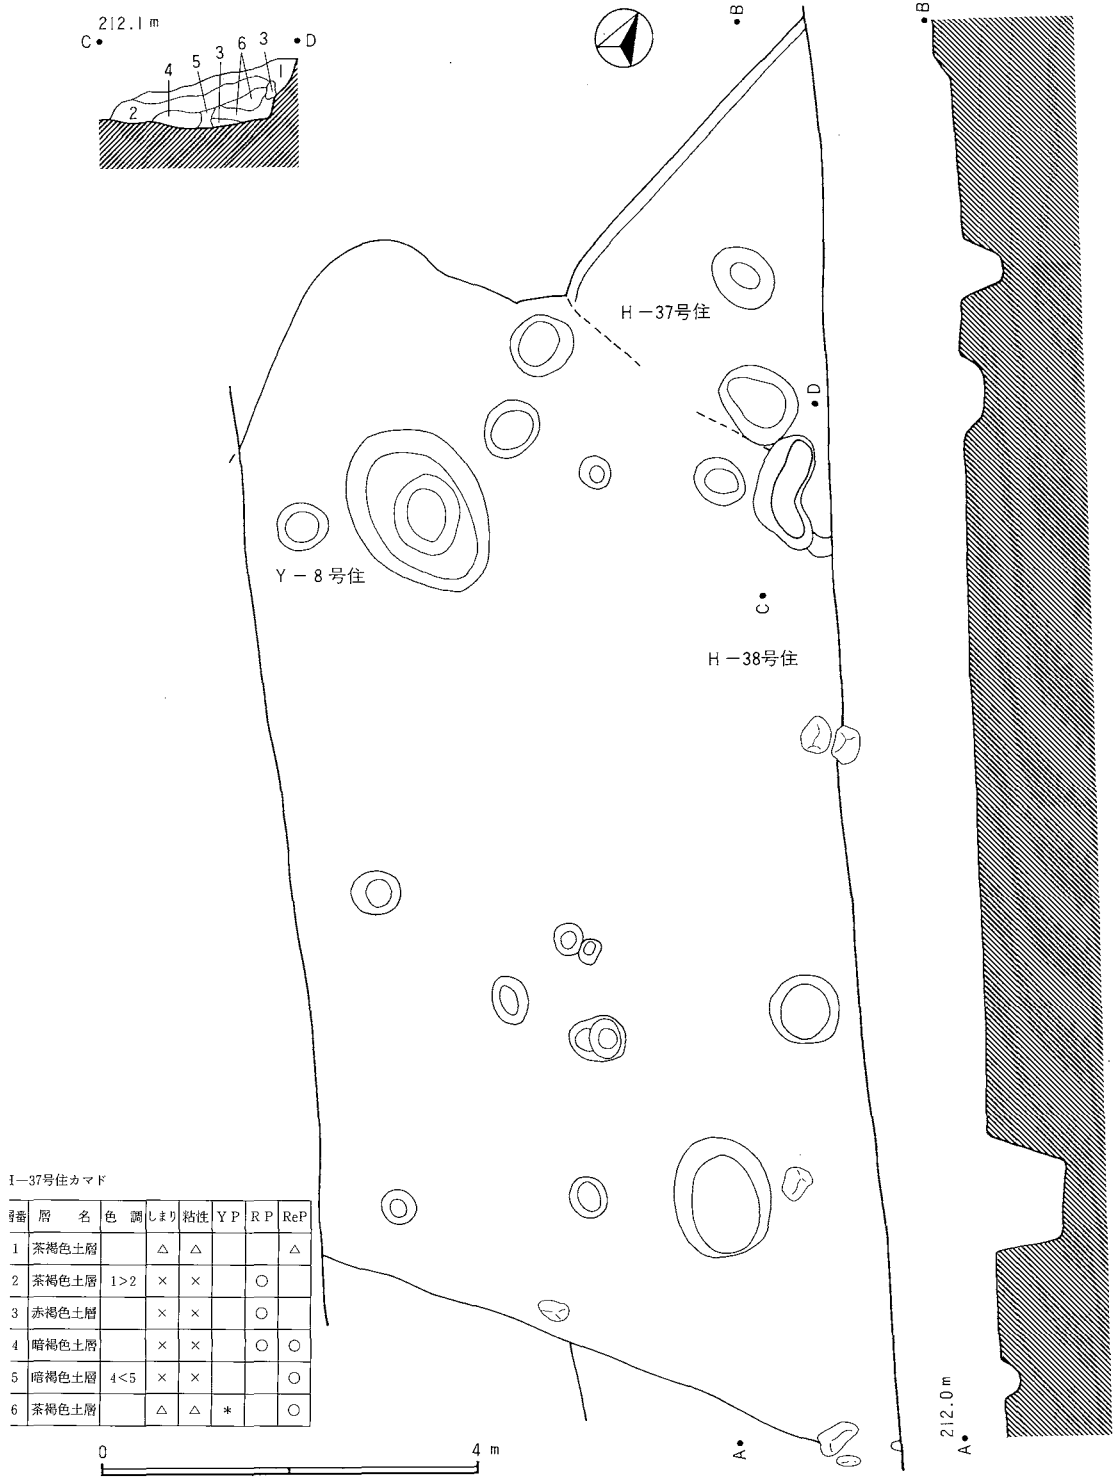 212.1 m
C D
4 5 3 6 3 1
2
B B
H-37号住
D
Y-8号住
C
H-38号住
H-37号住カマド
層番 層 名 色 調 しまり 粘性 YP RP ReP
1 茶褐色土層 △ △ △
2 茶褐色土層 1>2 × × ○
3 赤褐色土層 × × ○
4 暗褐色土層 × × ○ ○
5 暗褐色土層 4<5 × × ○
6 茶褐色土層 △ △ * ○
0 4 m
A A
212.0 m